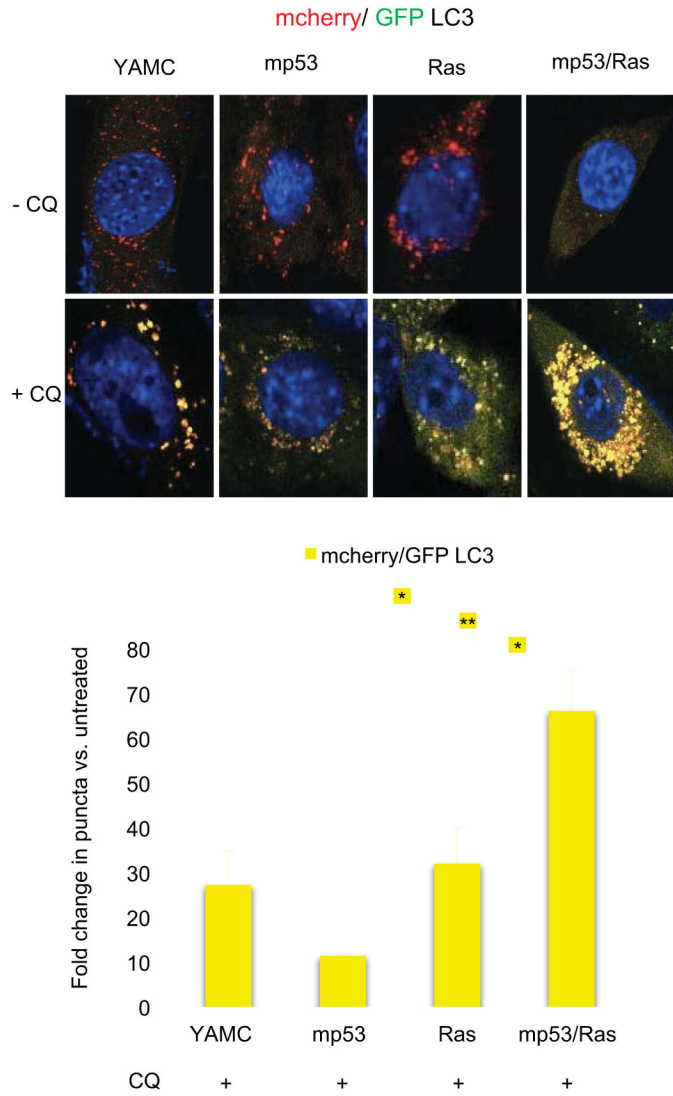 mcherry/ GFP LC3
YAMC mp53 Ras mp53/Ras
- CQ
+ CQ
mcherry/GFP LC3
*
**
*
Fold change in puncta vs. untreated
80
70
60
50
40
30
20
10
0
YAMC mp53 Ras mp53/Ras
CQ + + + +